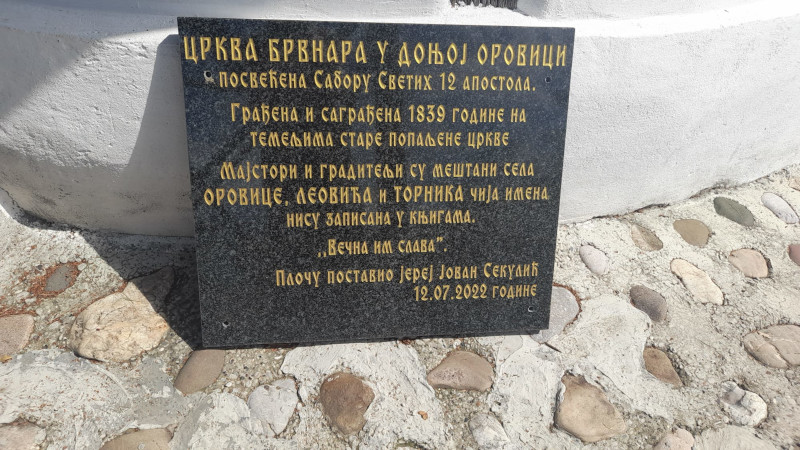 ЦРКВА БРВНАРА У ДОЊОЈ ОРОВИЦИ
ПОСВЕЋЕНА САБОРУ СВЕТИХ 12 АПОСТОЛА.
ГРАЂЕНА И САГРАЂЕНА 1839 ГОДИНЕ НА
ТЕМЕЉИМА СТАРЕ ПОПАЉЕНЕ ЦРКВЕ
МАЈСТОРИ И ГРАДИТЕЉИ СУ МЕШТАНИ СЕЛА
ОРОВИЦЕ, ЛЕОВИЋА И ТОРНИКА ЧИЈА ИМЕНА
НИСУ ЗАПИСАНА У КЊИГАМА.
,,ВЕЧНА ИМ СЛАВА".
ПЛОЧУ ПОСТАВИО ЈЕРЕЈ ЈОВАН СЕКУЛИЋ
12.07.2022 ГОДИНЕ